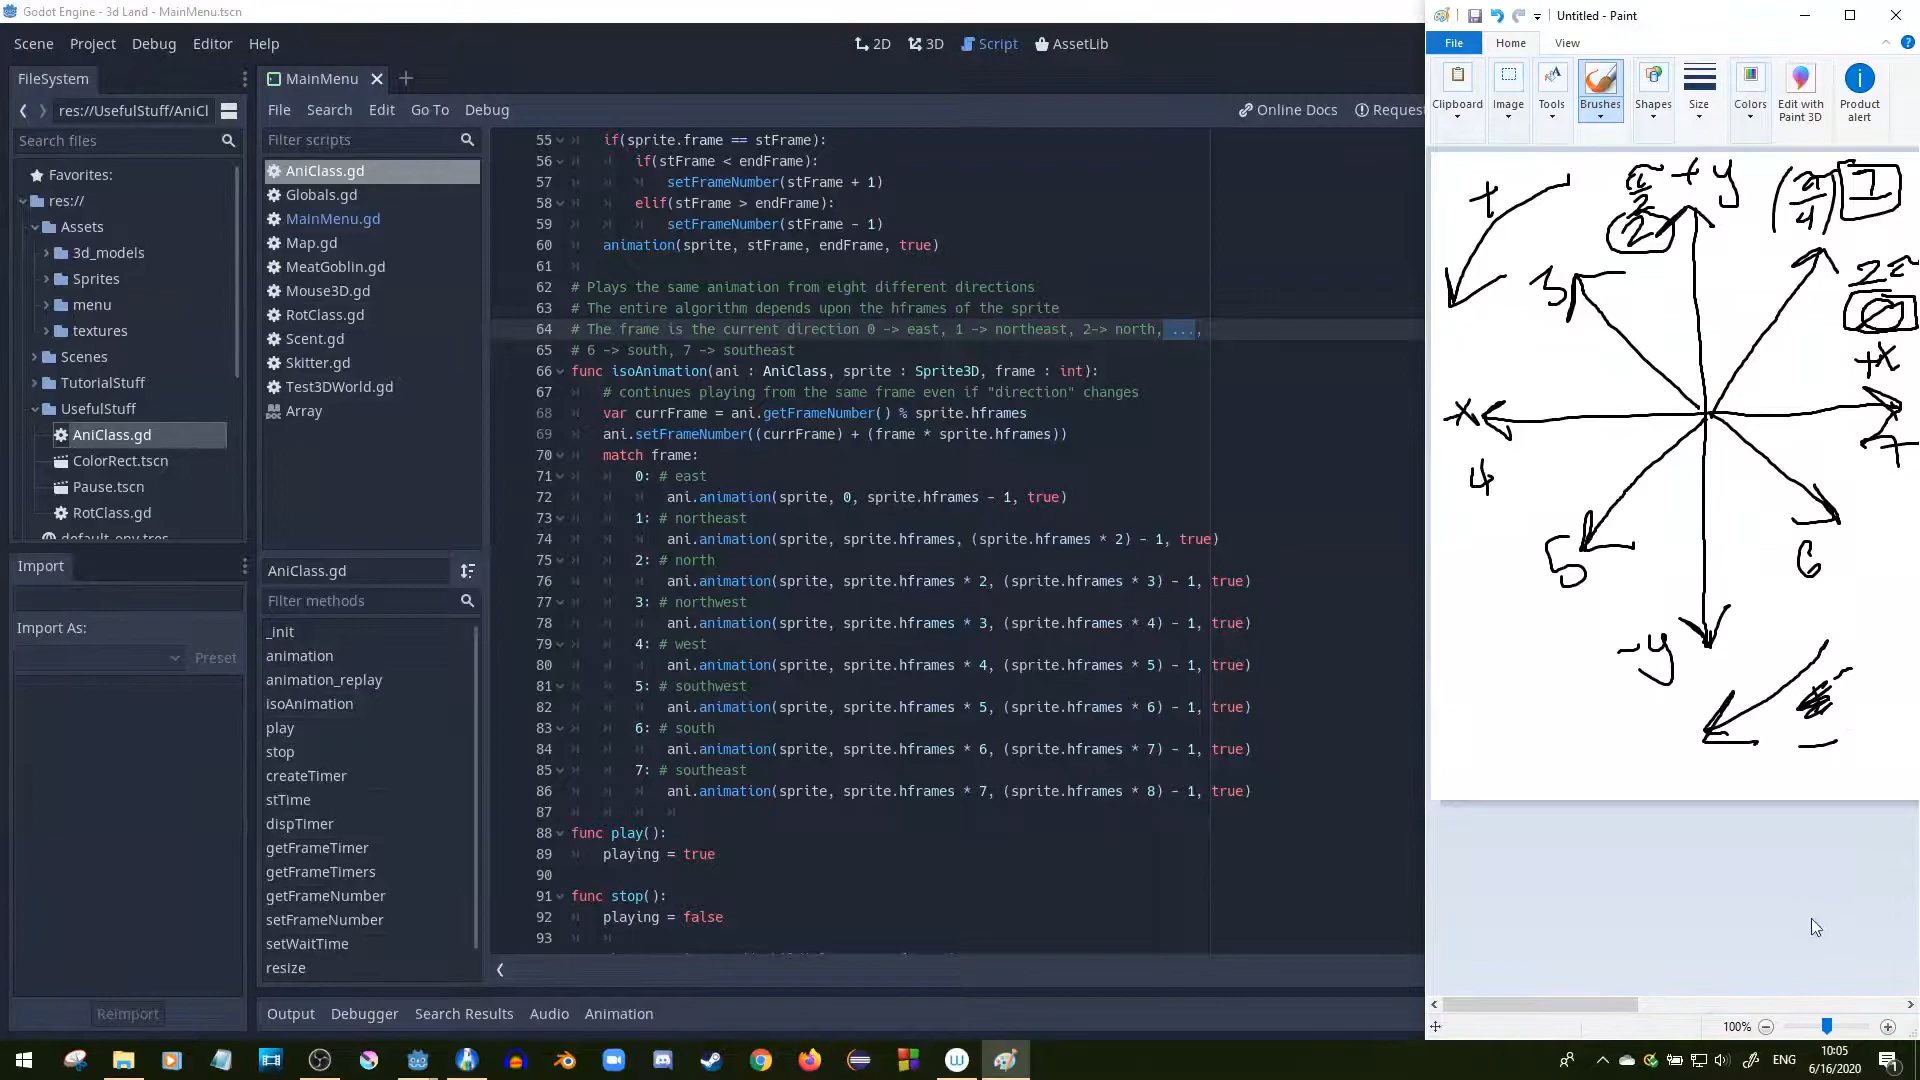 Godot Engine - 3d Land - MainMenu.tscn
Scene Project Debug Editor Help
2D 3D Script AssetLib
FileSystem
res://UsefulStuff/AniCl
Search files
Favorites:
res://
Assets
3d_models
Sprites
menu
textures
Scenes
TutorialStuff
UsefulStuff
AniClass.gd
ColorRect.tscn
Pause.tscn
RotClass.gd
default_env.tres
Import
Import As:
Preset
Reimport
MainMenu
File Search Edit Go To Debug
Online Docs Request
Filter scripts
AniClass.gd
Globals.gd
MainMenu.gd
Map.gd
MeatGoblin.gd
Mouse3D.gd
RotClass.gd
Scent.gd
Skitter.gd
Test3DWorld.gd
Array
AniClass.gd
Filter methods
_init
animation
animation_replay
isoAnimation
play
stop
createTimer
stTime
dispTimer
getFrameTimer
getFrameTimers
getFrameNumber
setFrameNumber
setWaitTime
resize
55 if(sprite.frame == stFrame):
56 if(stFrame < endFrame):
57 setFrameNumber(stFrame + 1)
58 elif(stFrame > endFrame):
59 setFrameNumber(stFrame - 1)
60 animation(sprite, stFrame, endFrame, true)
61
62 # Plays the same animation from eight different directions
63 # The entire algorithm depends upon the hframes of the sprite
64 # The frame is the current direction 0 -> east, 1 -> northeast, 2-> north, ...,
65 # 6 -> south, 7 -> southeast
66 func isoAnimation(ani : AniClass, sprite : Sprite3D, frame : int):
67 # continues playing from the same frame even if "direction" changes
68 var currFrame = ani.getFrameNumber() % sprite.hframes
69 ani.setFrameNumber((currFrame) + (frame * sprite.hframes))
70 match frame:
71 0: # east
72 ani.animation(sprite, 0, sprite.hframes - 1, true)
73 1: # northeast
74 ani.animation(sprite, sprite.hframes, (sprite.hframes * 2) - 1, true)
75 2: # north
76 ani.animation(sprite, sprite.hframes * 2, (sprite.hframes * 3) - 1, true)
77 3: # northwest
78 ani.animation(sprite, sprite.hframes * 3, (sprite.hframes * 4) - 1, true)
79 4: # west
80 ani.animation(sprite, sprite.hframes * 4, (sprite.hframes * 5) - 1, true)
81 5: # southwest
82 ani.animation(sprite, sprite.hframes * 5, (sprite.hframes * 6) - 1, true)
83 6: # south
84 ani.animation(sprite, sprite.hframes * 6, (sprite.hframes * 7) - 1, true)
85 7: # southeast
86 ani.animation(sprite, sprite.hframes * 7, (sprite.hframes * 8) - 1, true)
87
88 func play():
89 playing = true
90
91 func stop():
92 playing = false
93
Output Debugger Search Results Audio Animation
Untitled - Paint
File Home View
Clipboard Image Tools Brushes Shapes Size Colors Edit with Paint 3D Product alert
+
π/2 +y
(π/4) 1
2
3
2π
0
+x
-x
7
4
5
6
-y
100%
ENG
10:05
6/16/2020